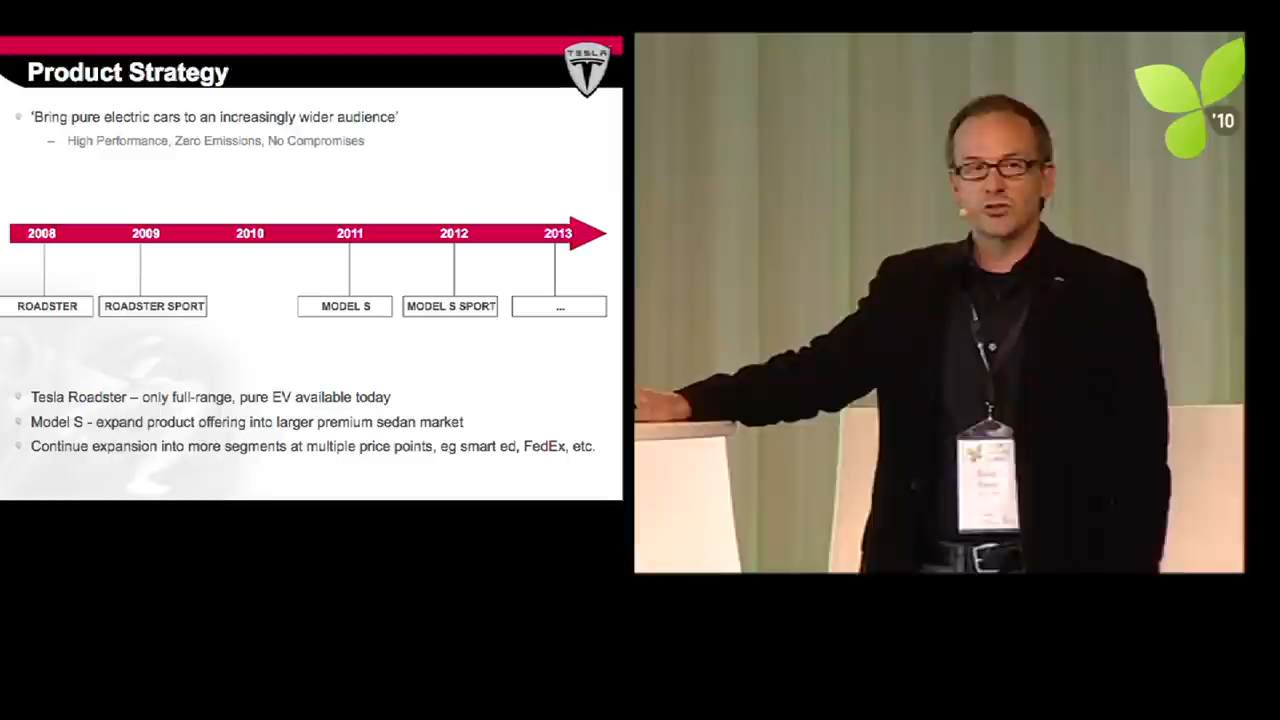 TESLA
Product Strategy
'Bring pure electric cars to an increasingly wider audience'
– High Performance, Zero Emissions, No Compromises
2008 2009 2010 2011 2012 2013
ROADSTER ROADSTER SPORT MODEL S MODEL S SPORT ...
Tesla Roadster – only full-range, pure EV available today
Model S - expand product offering into larger premium sedan market
Continue expansion into more segments at multiple price points, eg smart ed, FedEx, etc.
'10